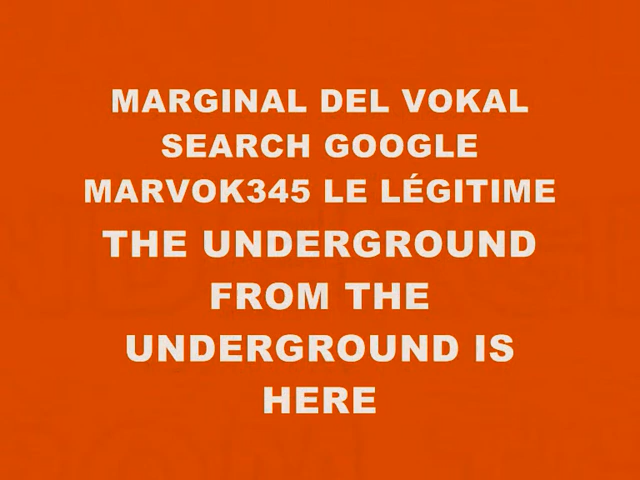 MARGINAL DEL VOKAL
SEARCH GOOGLE
MARVOK345 LE LÉGITIME
THE UNDERGROUND
FROM THE
UNDERGROUND IS
HERE